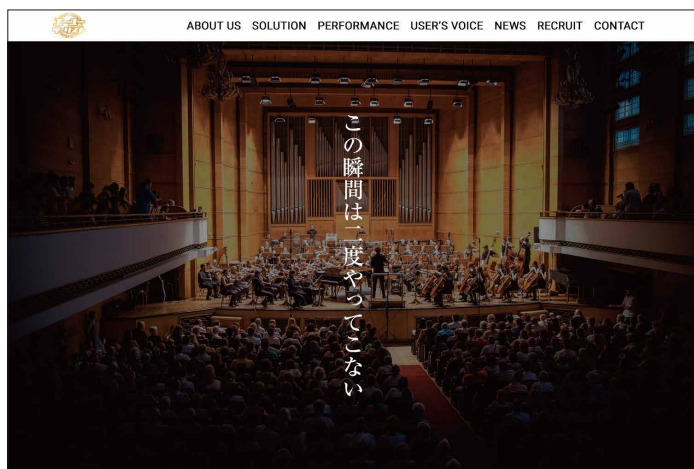 ABOUT US SOLUTION PERFORMANCE USER'S VOICE NEWS RECRUIT CONTACT
この瞬間は二度やってこない